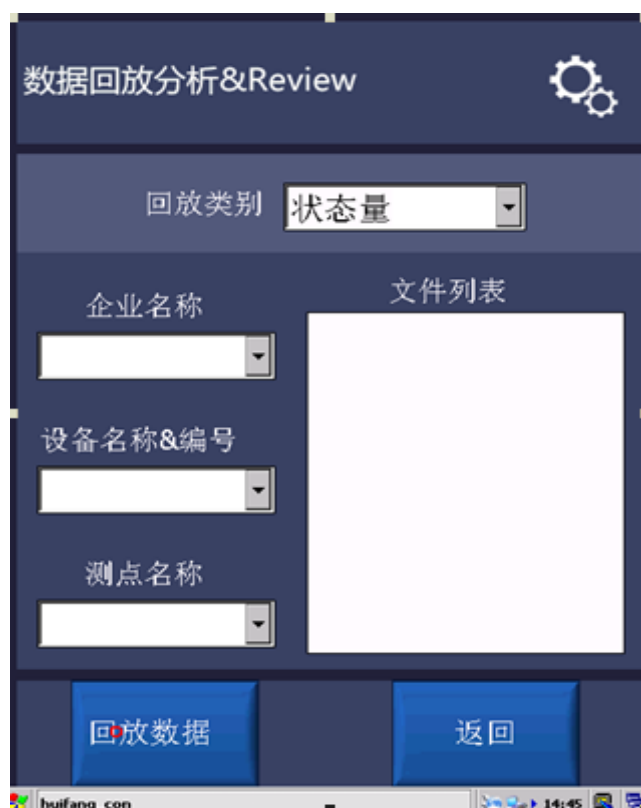 数据回放分析&Review
回放类别 状态量
企业名称
文件列表
设备名称&编号
测点名称
回放数据 返回
huifang_con 14:45